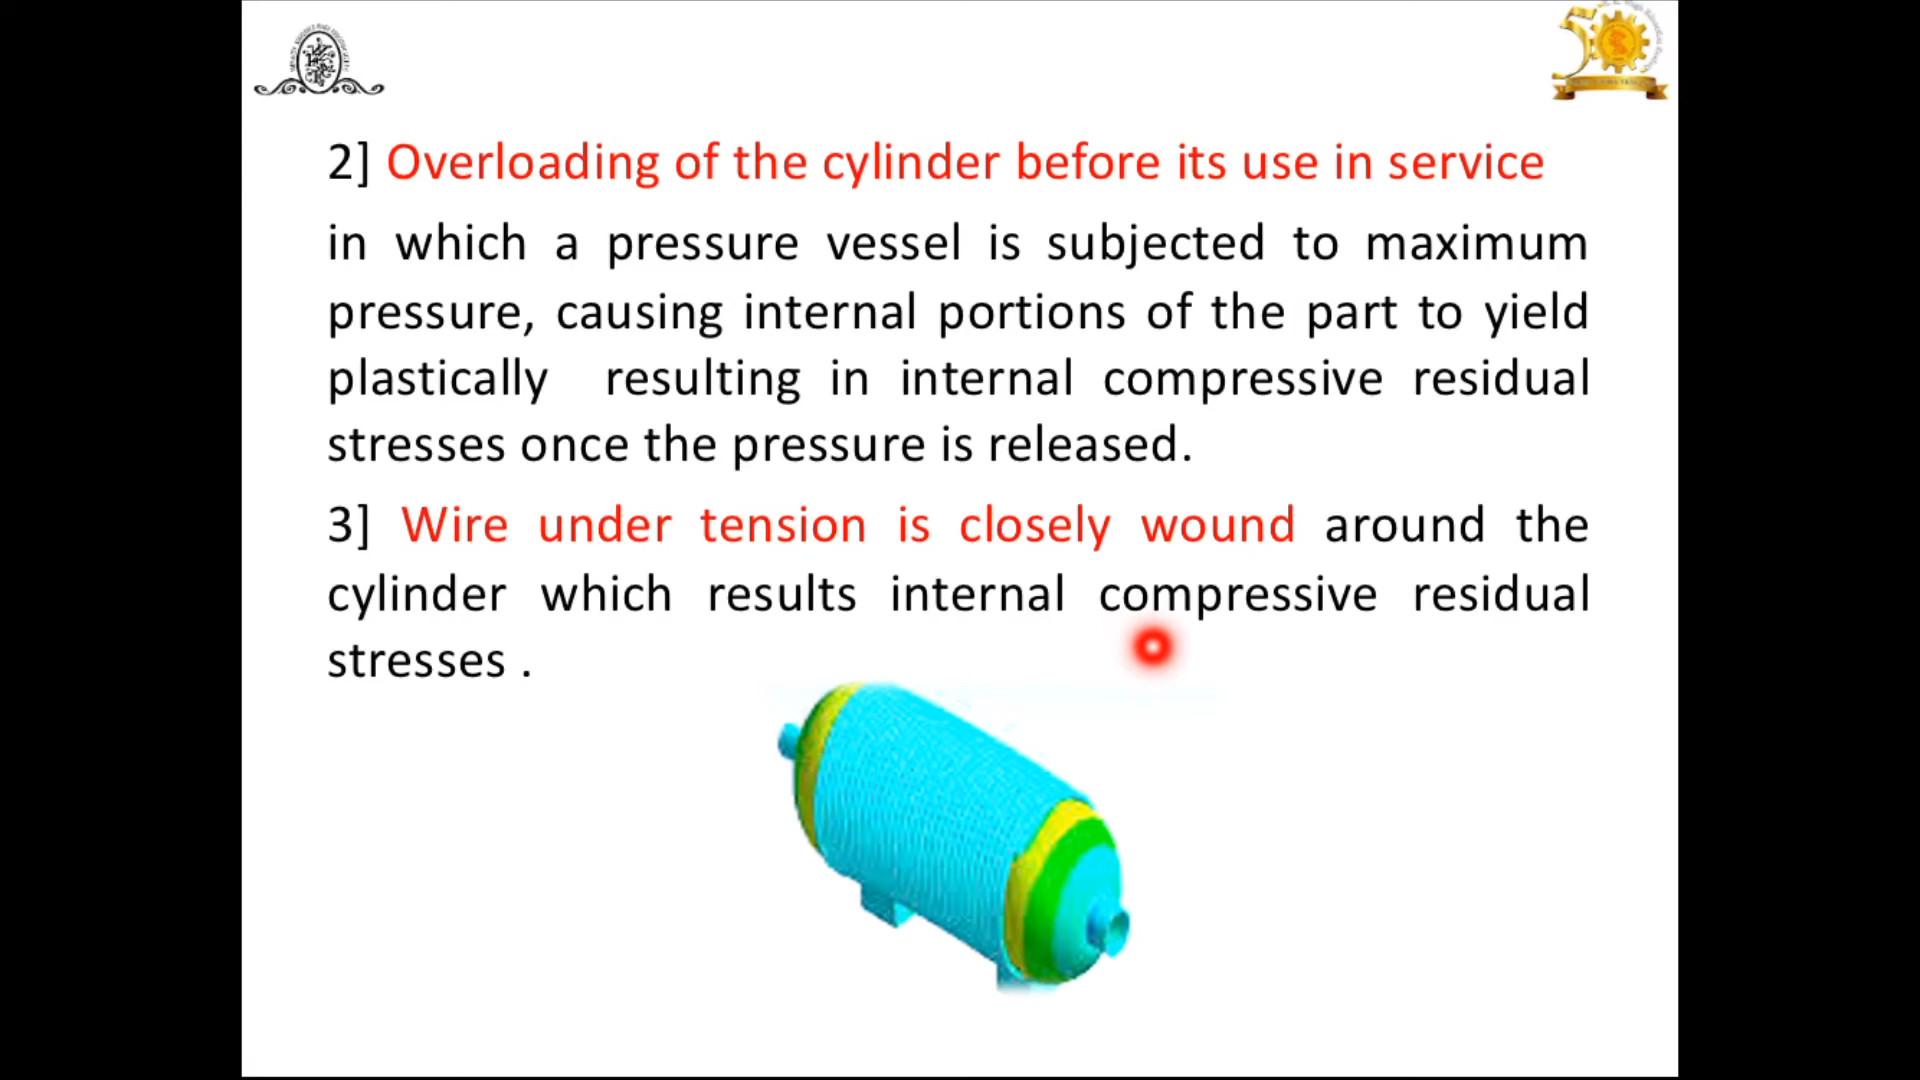 2] Overloading of the cylinder before its use in service
in which a pressure vessel is subjected to maximum
pressure, causing internal portions of the part to yield
plastically resulting in internal compressive residual
stresses once the pressure is released.
3] Wire under tension is closely wound around the
cylinder which results internal compressive residual
stresses .